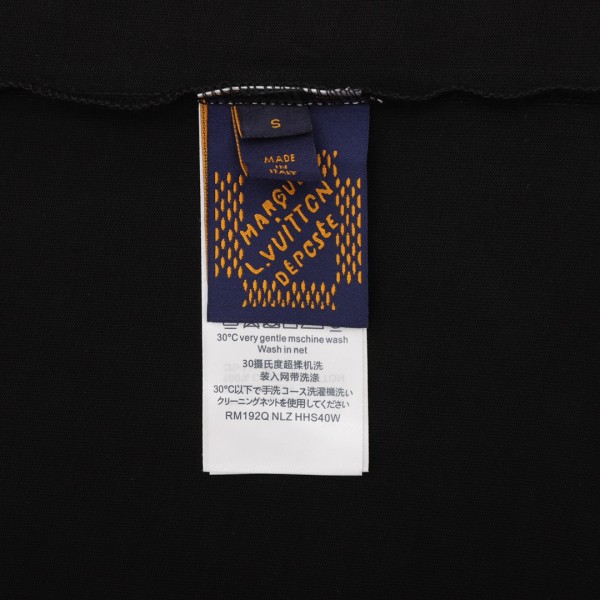 S
MADE
IN
ITALY
MARQUE
L.VUITTON
DÉPOSÉE
30°C very gentle mschine wash
Wash in net
30摄氏度超揉机洗
装入网带洗涤
30℃以下で手洗コース洗濯機洗い
クリーニングネットを使用してください
RM192Q NLZ HHS40W